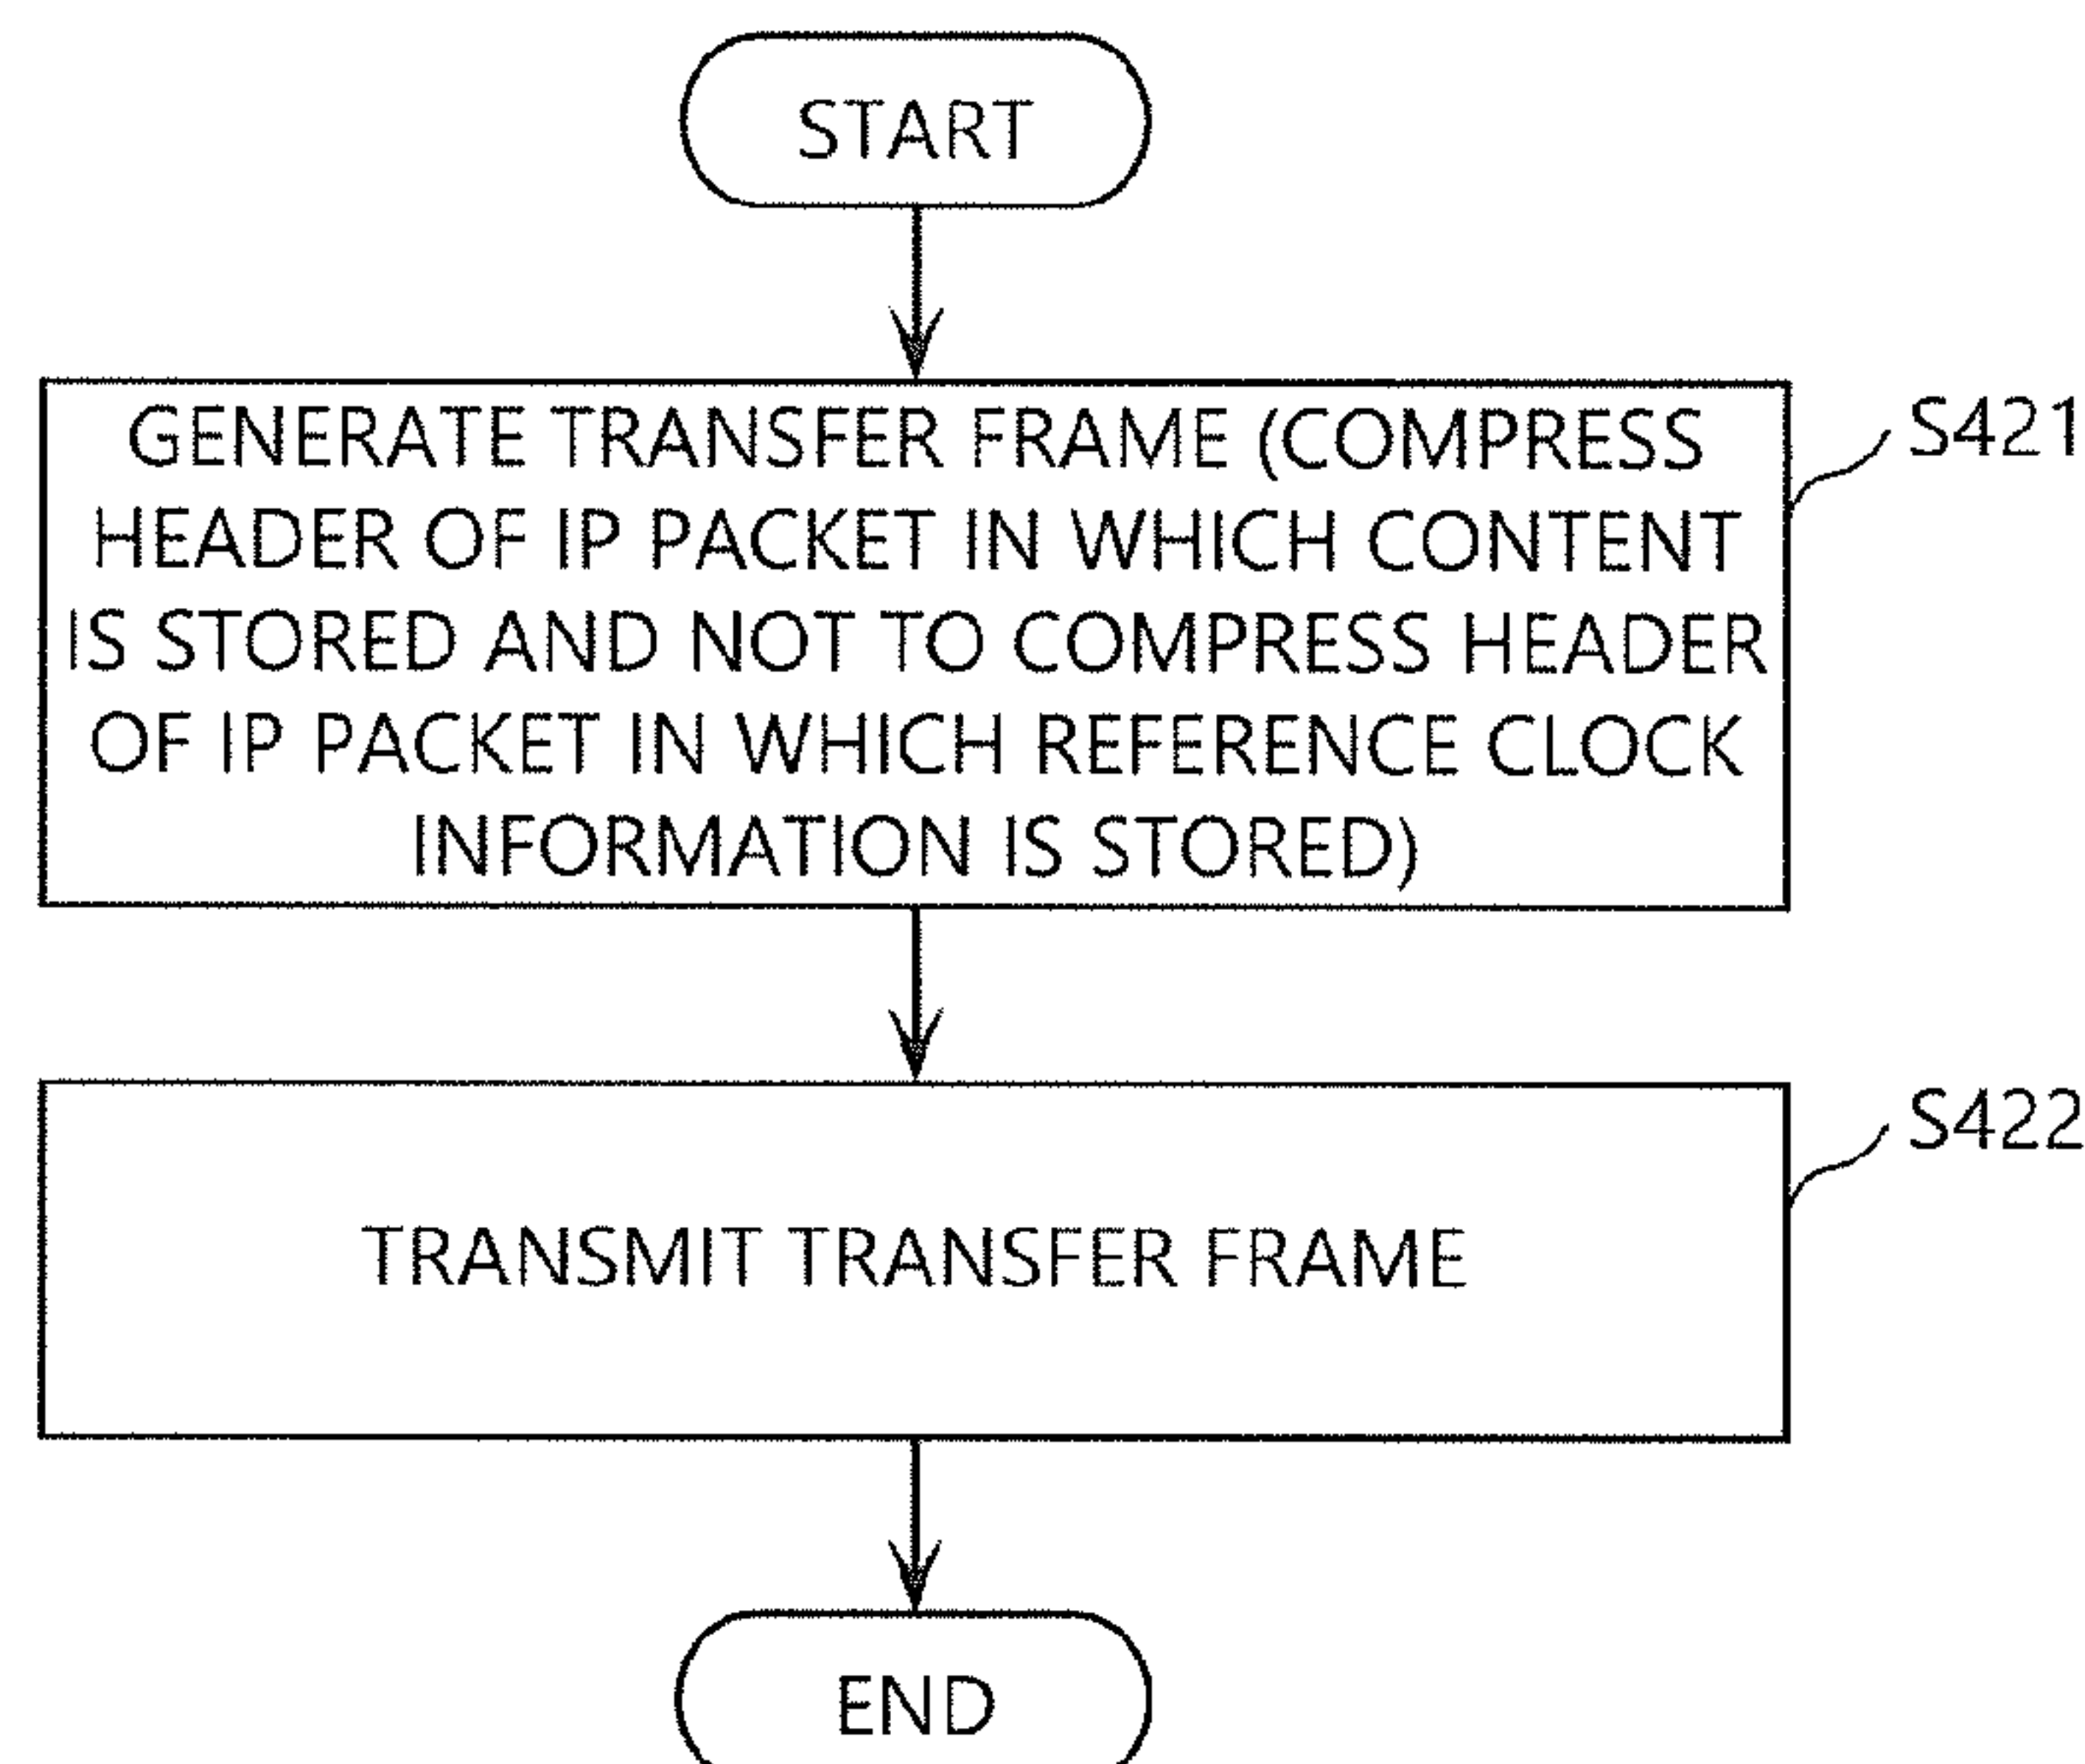 START
GENERATE TRANSFER FRAME (COMPRESS
HEADER OF IP PACKET IN WHICH CONTENT
IS STORED AND NOT TO COMPRESS HEADER
OF IP PACKET IN WHICH REFERENCE CLOCK
INFORMATION IS STORED)
S421
TRANSMIT TRANSFER FRAME
S422
END